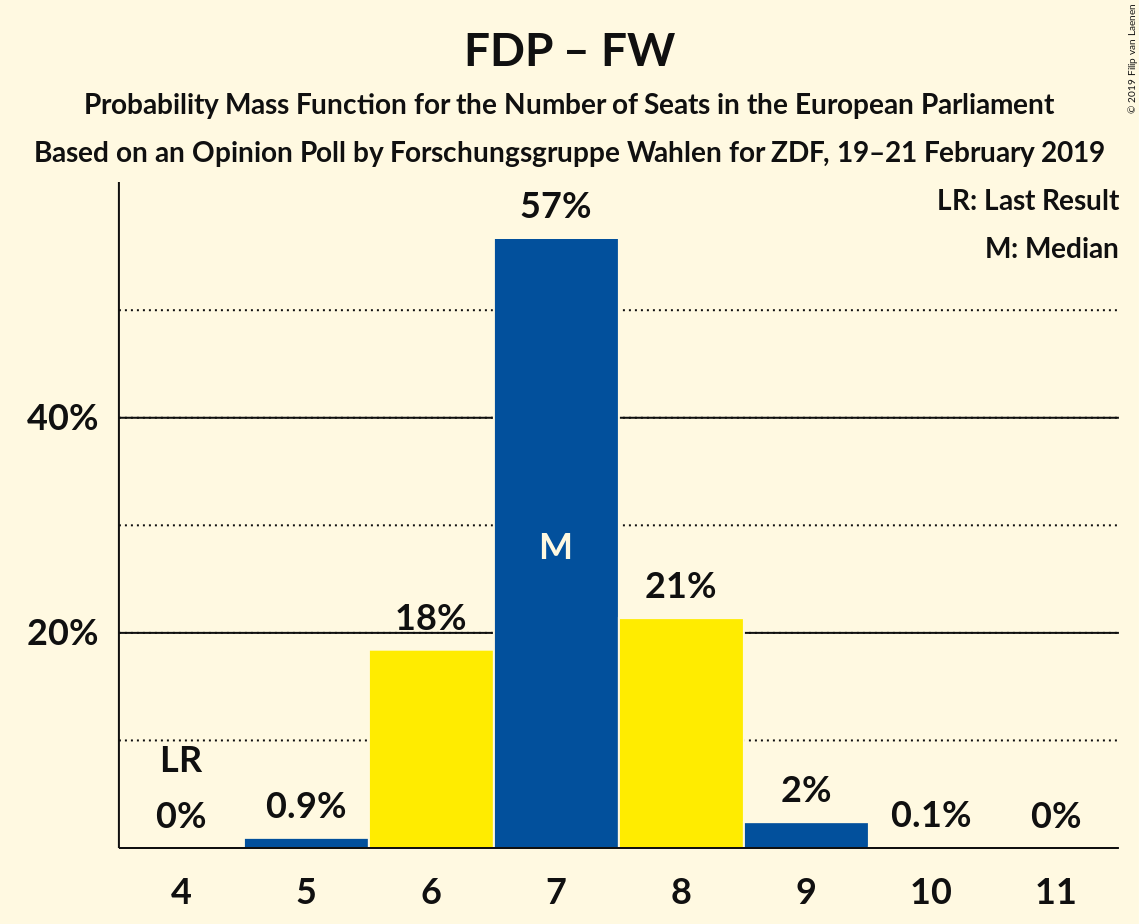 FDP – FW
Probability Mass Function for the Number of Seats in the European Parliament
Based on an Opinion Poll by Forschungsgruppe Wahlen for ZDF, 19–21 February 2019
© 2019 Filip van Laenen
LR: Last Result
M: Median
57%
40%
M
21%
18%
20%
LR
0%
0.9%
2%
0.1%
0%
4
5
6
7
8
9
10
11